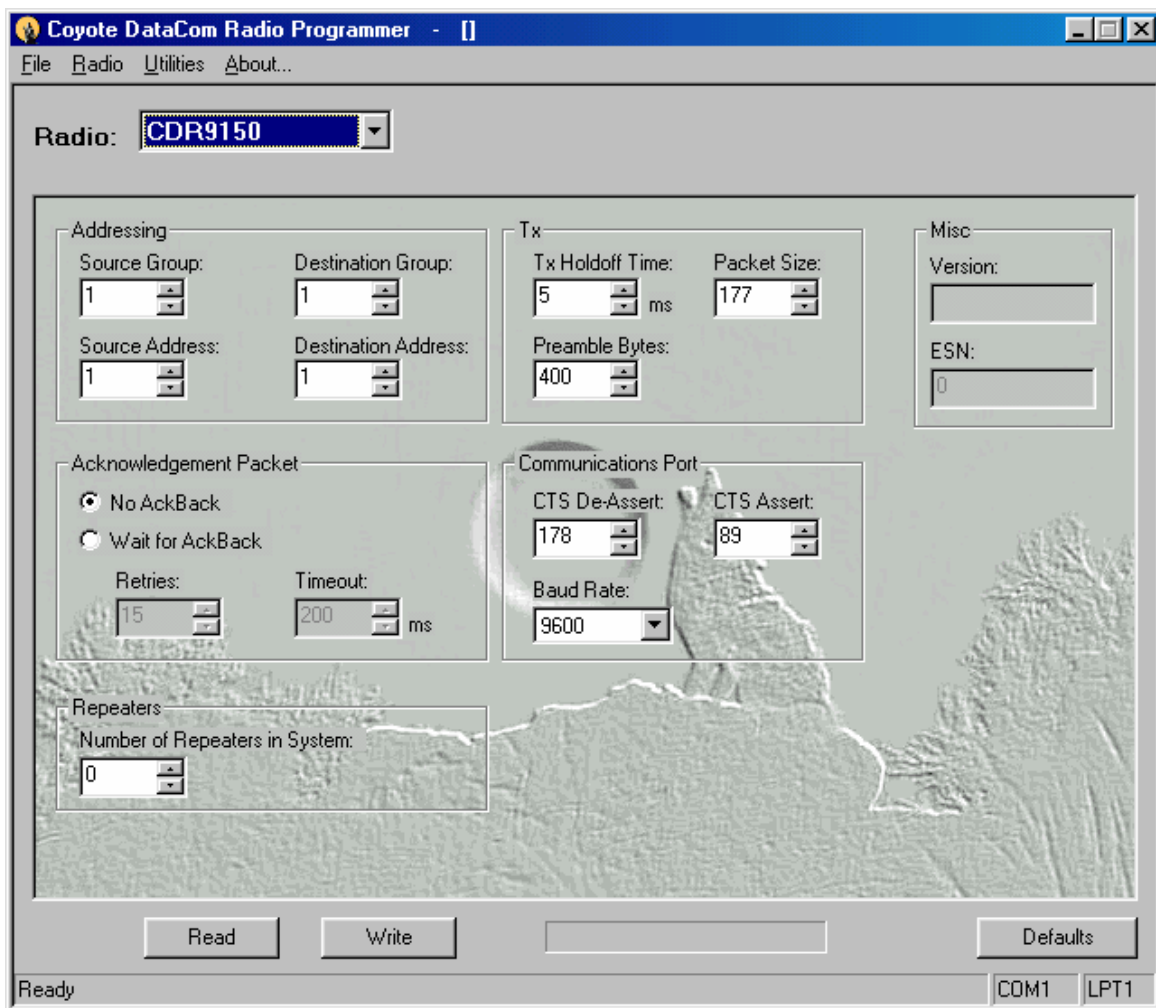 Coyote DataCom Radio Programmer - []
File Radio Utilities About...
Radio: CDR9150
Addressing
Source Group: Destination Group:
1 1
Source Address: Destination Address:
1 1
Tx
Tx Holdoff Time: Packet Size:
5 ms 177
Preamble Bytes:
400
Misc
Version:
ESN:
0
Acknowledgement Packet
No AckBack
Wait for AckBack
Retries: Timeout:
15 200 ms
Communications Port
CTS De-Assert: CTS Assert:
178 89
Baud Rate:
9600
Repeaters
Number of Repeaters in System:
0
Read Write Defaults
Ready COM1 LPT1